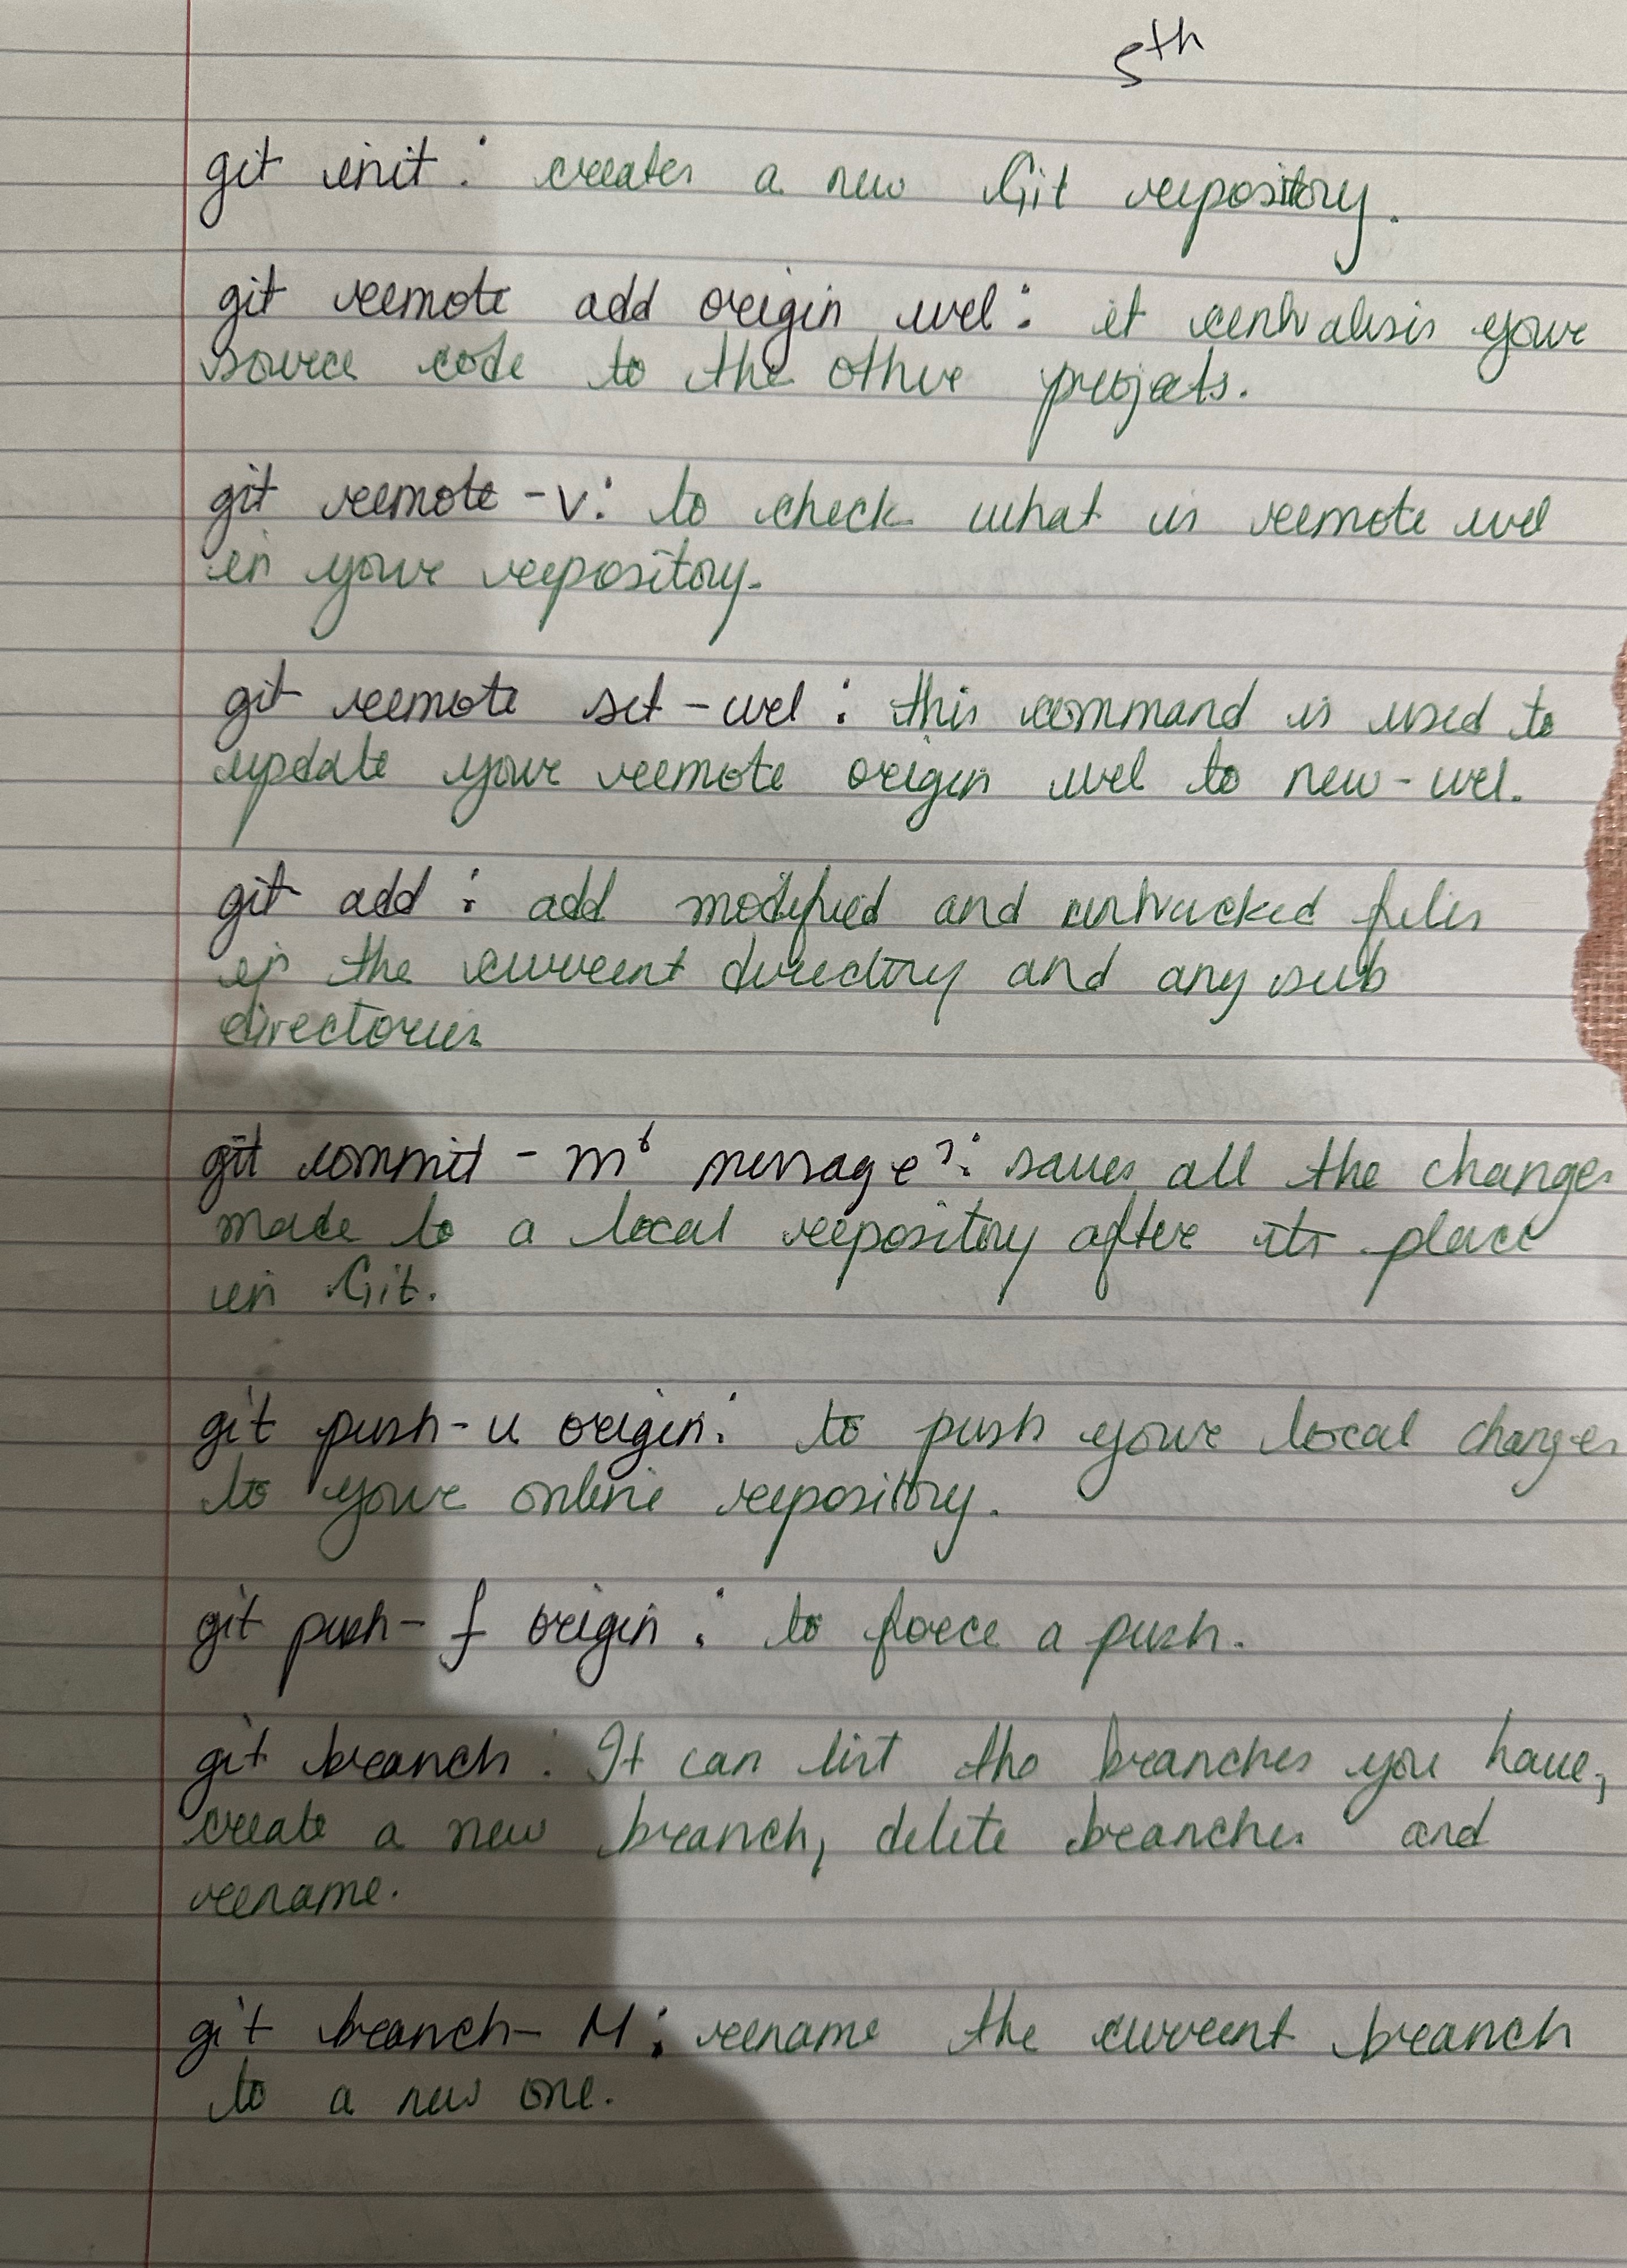 5th
git init : creates a new Git repository.
git remote add origin url : it centralisis your
source code to the other projects.
git remote -v : to check what is remote url
in your repository.
git remote set-url : this command is used to
update your remote origin url to new-url.
git add : add modified and untracked files
in the current directory and any sub
directories
git commit -m ' message ' : saves all the changes
made to a local repository after its place
in Git.
git push -u origin : to push your local changes
to your online repository.
git push -f origin : to force a push.
git branch : It can list the branches you have,
create a new branch, delete branches and
rename.
git branch -M : rename the current branch
to a new one.